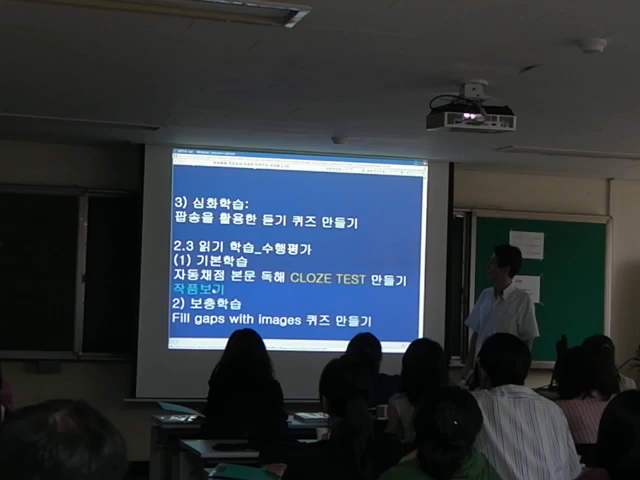 3) 심화학습:
팝송을 활용한 듣기 퀴즈 만들기
2.3 읽기 학습_수행평가
(1) 기본학습
자동채점 본문 독해 CLOZE TEST 만들기
작품보기
2) 보충학습
Fill gaps with images 퀴즈 만들기